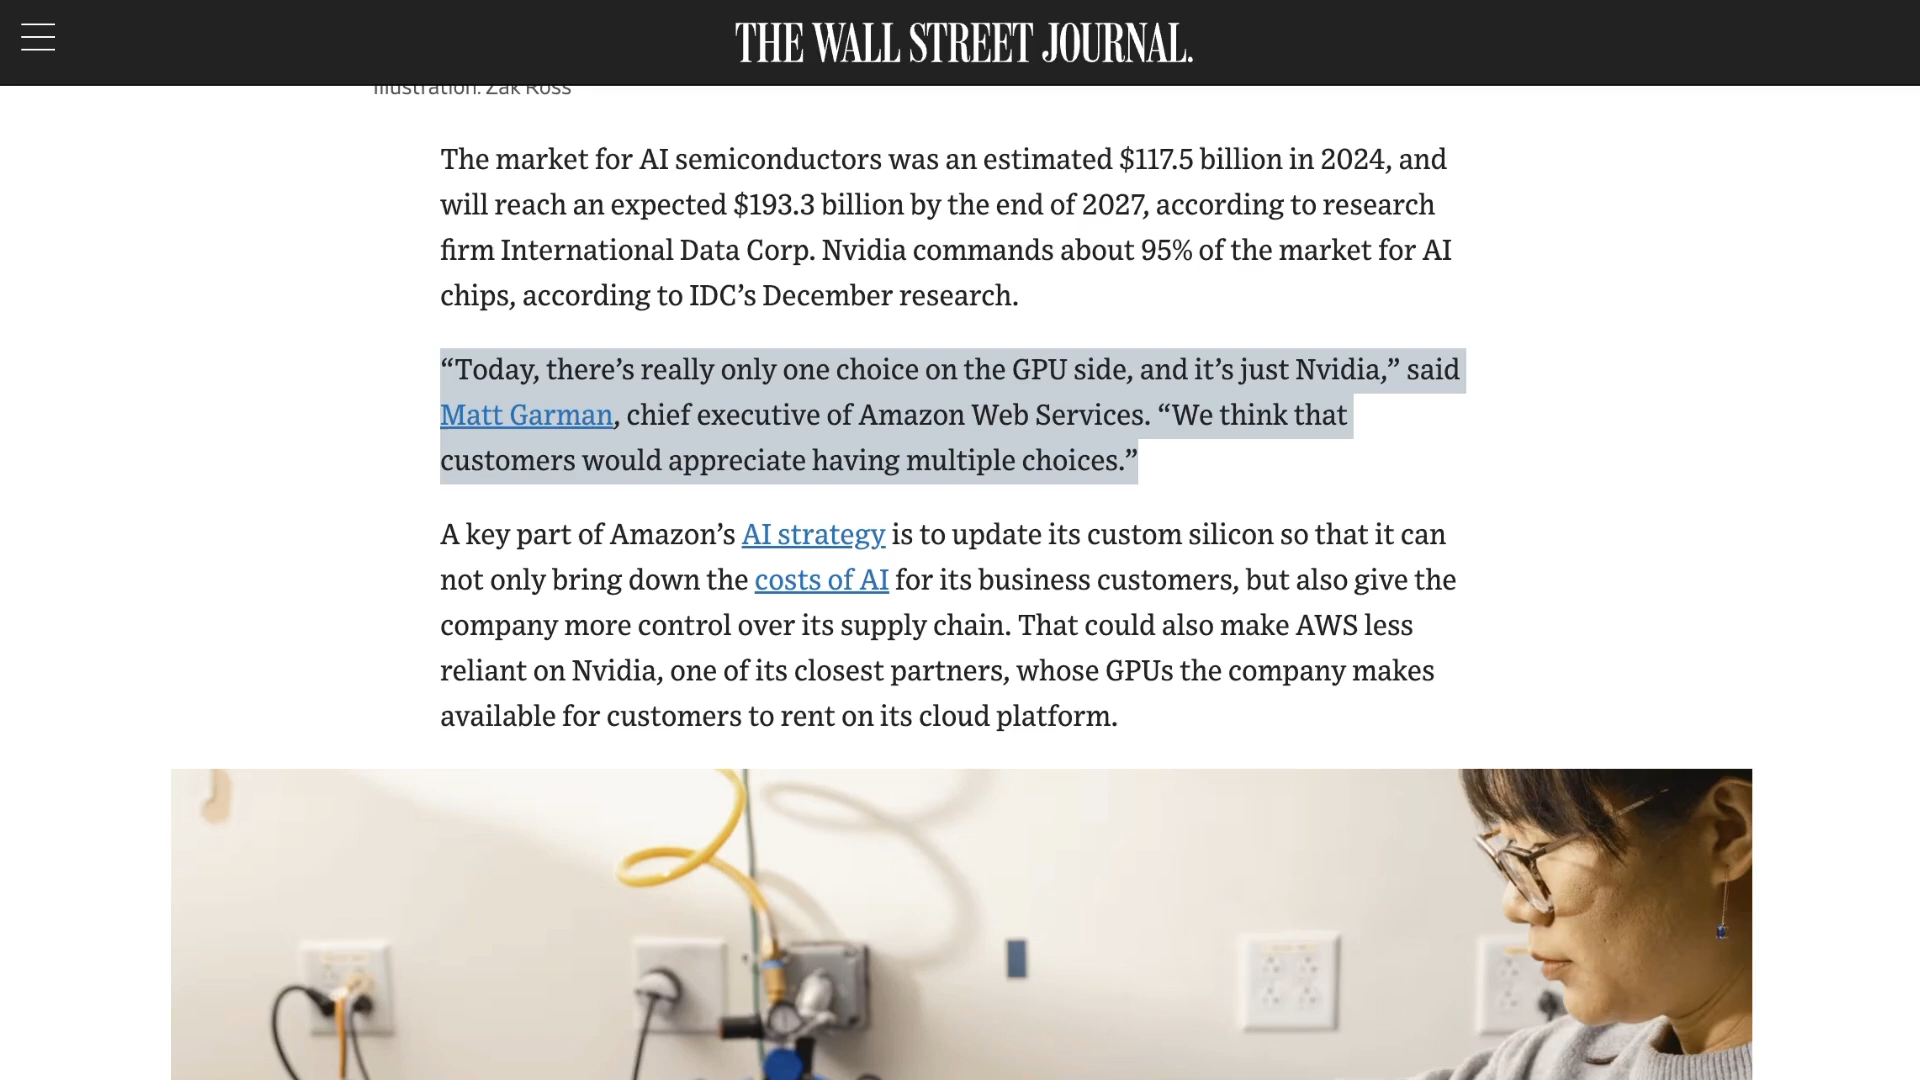 THE WALL STREET JOURNAL.
Illustration: Zak Ross
The market for AI semiconductors was an estimated $117.5 billion in 2024, and
will reach an expected $193.3 billion by the end of 2027, according to research
firm International Data Corp. Nvidia commands about 95% of the market for AI
chips, according to IDC’s December research.
“Today, there’s really only one choice on the GPU side, and it’s just Nvidia,” said
Matt Garman, chief executive of Amazon Web Services. “We think that
customers would appreciate having multiple choices.”
A key part of Amazon’s AI strategy is to update its custom silicon so that it can
not only bring down the costs of AI for its business customers, but also give the
company more control over its supply chain. That could also make AWS less
reliant on Nvidia, one of its closest partners, whose GPUs the company makes
available for customers to rent on its cloud platform.